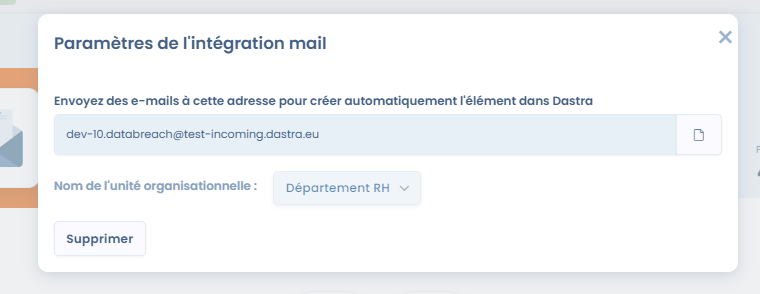 Paramètres de l'intégration mail
Envoyez des e-mails à cette adresse pour créer automatiquement l'élément dans Dastra
dev-10.databreach@test-incoming.dastra.eu
Nom de l'unité organisationnelle :
Département RH
Supprimer